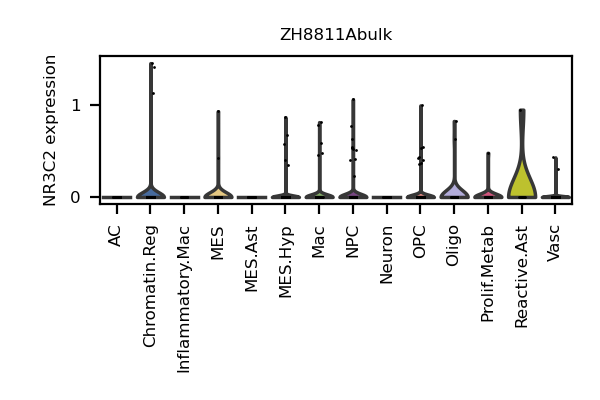 ZH8811Abulk
NR3C2 expression
1
0
AC
Chromatin.Reg
Inflammatory.Mac
MES
MES.Ast
MES.Hyp
Mac
NPC
Neuron
OPC
Oligo
Prolif.Metab
Reactive.Ast
Vasc